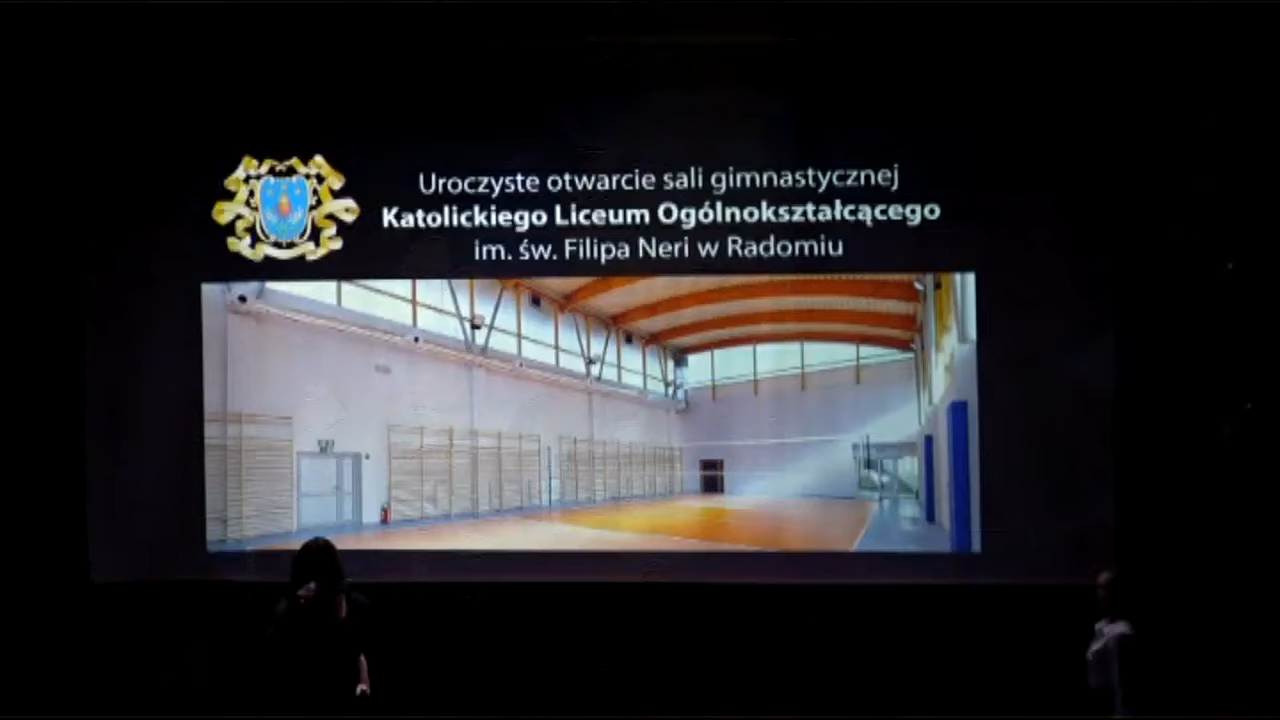 Uroczyste otwarcie sali gimnastycznej
Katolickiego Liceum Ogólnokształcącego
im. św. Filipa Neri w Radomiu